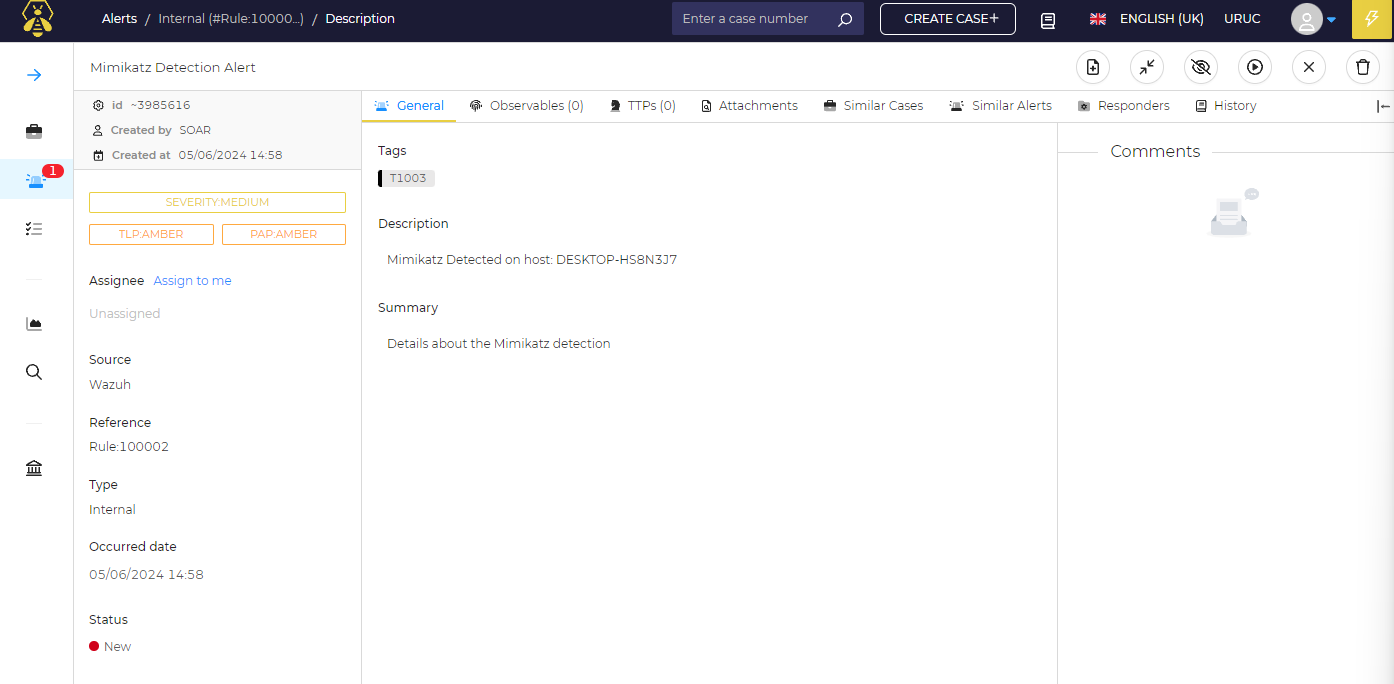 Alerts / Internal (#Rule:10000...) / Description
Enter a case number
CREATE CASE+
ENGLISH (UK)
URUC
Mimikatz Detection Alert
id ~3985616
Created by SOAR
Created at 05/06/2024 14:58
SEVERITY:MEDIUM
TLP:AMBER
PAP:AMBER
Assignee Assign to me
Unassigned
Source
Wazuh
Reference
Rule:100002
Type
Internal
Occurred date
05/06/2024 14:58
Status
New
1
General
Observables (0)
TTPs (0)
Attachments
Similar Cases
Similar Alerts
Responders
History
Tags
T1003
Description
Mimikatz Detected on host: DESKTOP-HS8N3J7
Summary
Details about the Mimikatz detection
Comments